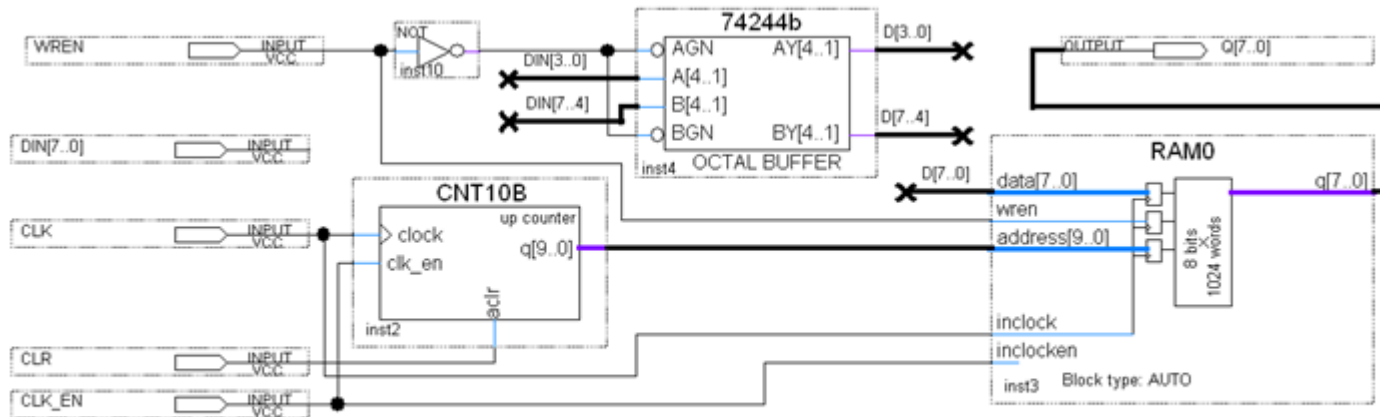 WREN INPUT VCC
NOT
inst10
74244b
AGN AY[4..1]
A[4..1]
B[4..1]
BGN BY[4..1]
inst4 OCTAL BUFFER
DIN[3..0]
DIN[7..4]
D[3..0]
D[7..4]
OUTPUT Q[7..0]
DIN[7..0] INPUT VCC
CNT10B
up counter
clock
q[9..0]
clk_en
aclr
inst2
CLK INPUT VCC
D[7..0]
RAM0
data[7..0] q[7..0]
wren
address[9..0]
8 bits
×
1024 words
inclock
inclocken
inst3 Block type: AUTO
CLR INPUT VCC
CLK_EN INPUT VCC